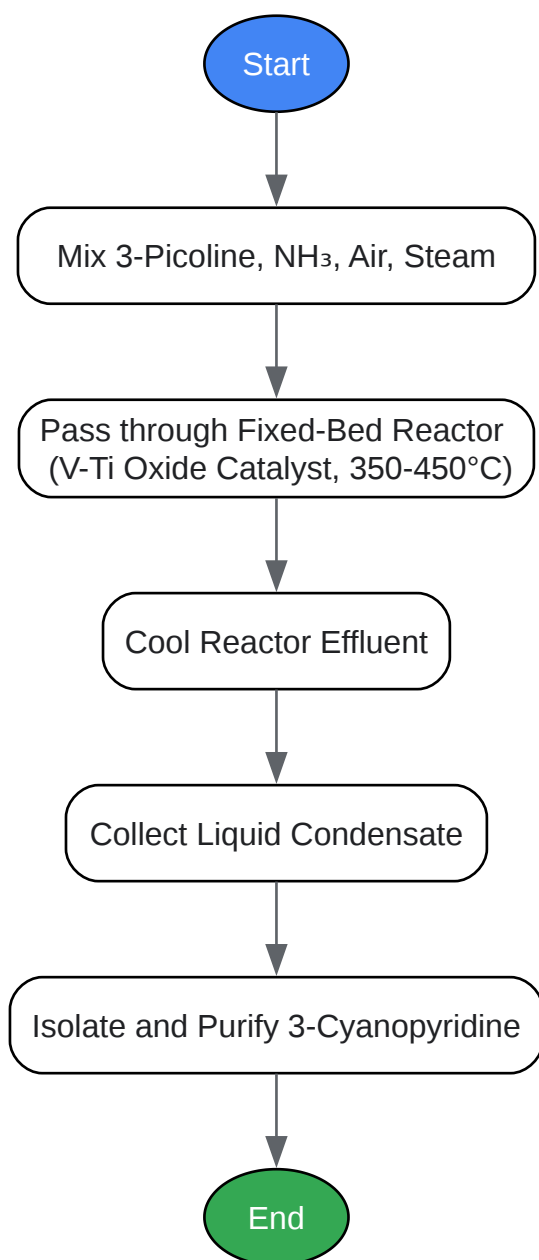 Start
Mix 3-Picoline, NH₃, Air, Steam
Pass through Fixed-Bed Reactor
(V-Ti Oxide Catalyst, 350-450°C)
Cool Reactor Effluent
Collect Liquid Condensate
Isolate and Purify 3-Cyanopyridine
End